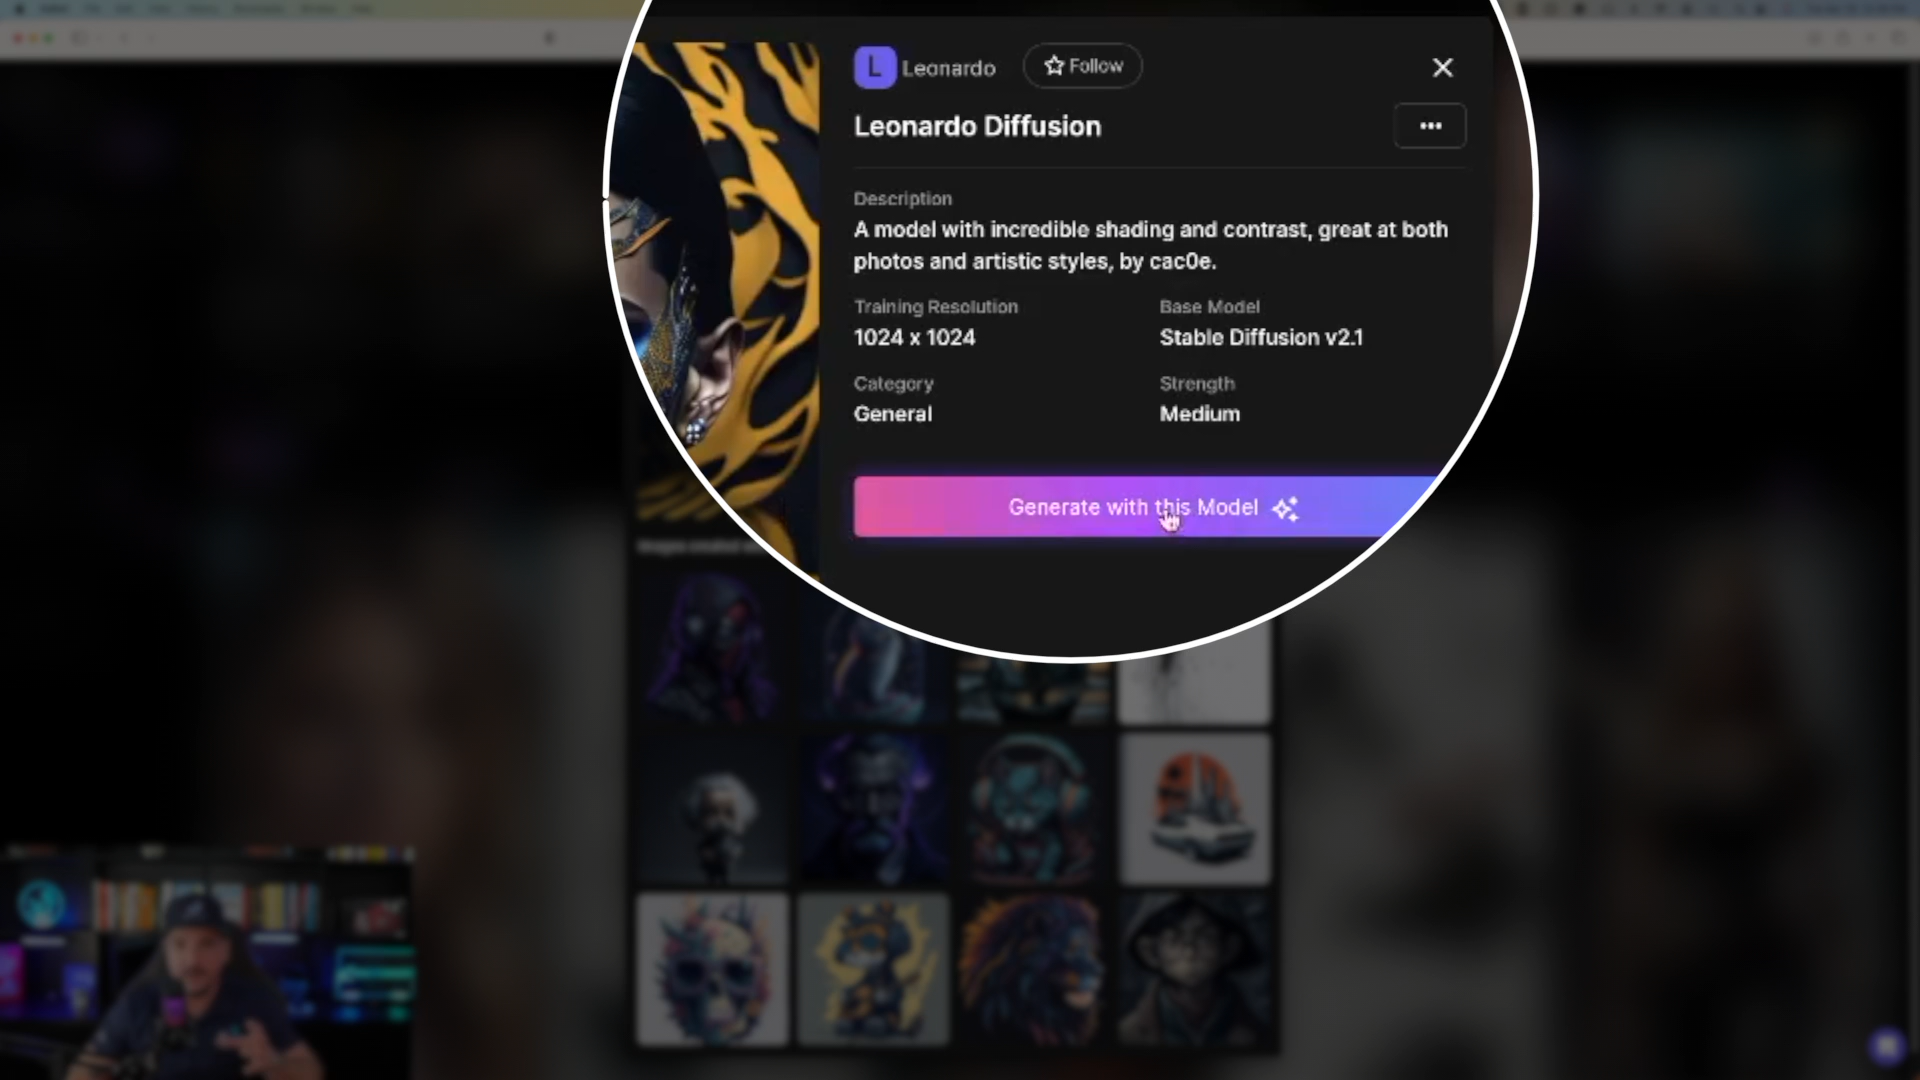 L Leonardo
Follow
Leonardo Diffusion
Description
A model with incredible shading and contrast, great at both
photos and artistic styles, by cac0e.
Training Resolution
Base Model
1024 x 1024
Stable Diffusion v2.1
Category
Strength
General
Medium
Generate with this Model